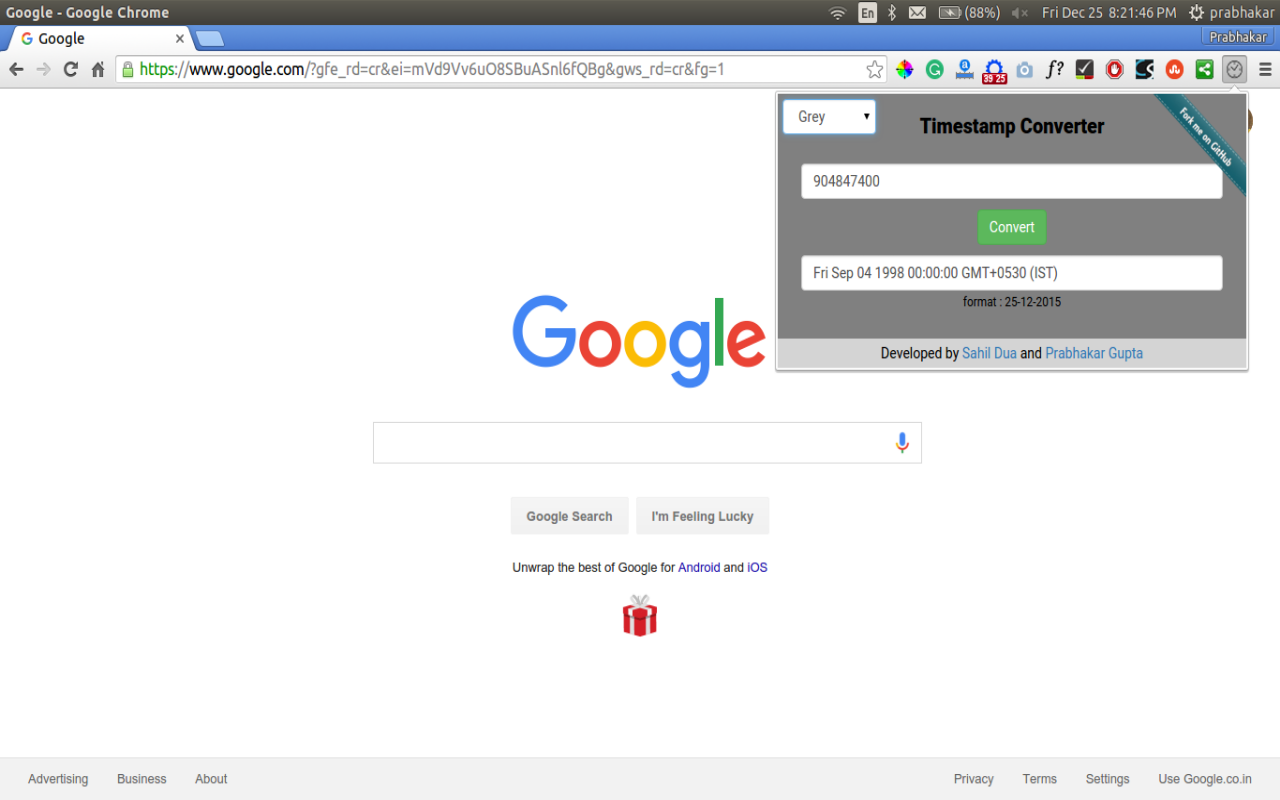 Google - Google Chrome En (88%) Fri Dec 25 8:21:46 PM prabhakar
Google Prabhakar
https://www.google.com/?gfe_rd=cr&ei=mVd9Vv6uO8SBuASnl6fQBg&gws_rd=cr&fg=1 f? 39 25
Grey
Timestamp Converter
Fork me on GitHub
904847400
Convert
Fri Sep 04 1998 00:00:00 GMT+0530 (IST)
format : 25-12-2015
Developed by Sahil Dua and Prabhakar Gupta
Google
Google Search I'm Feeling Lucky
Unwrap the best of Google for Android and iOS
Advertising Business About Privacy Terms Settings Use Google.co.in